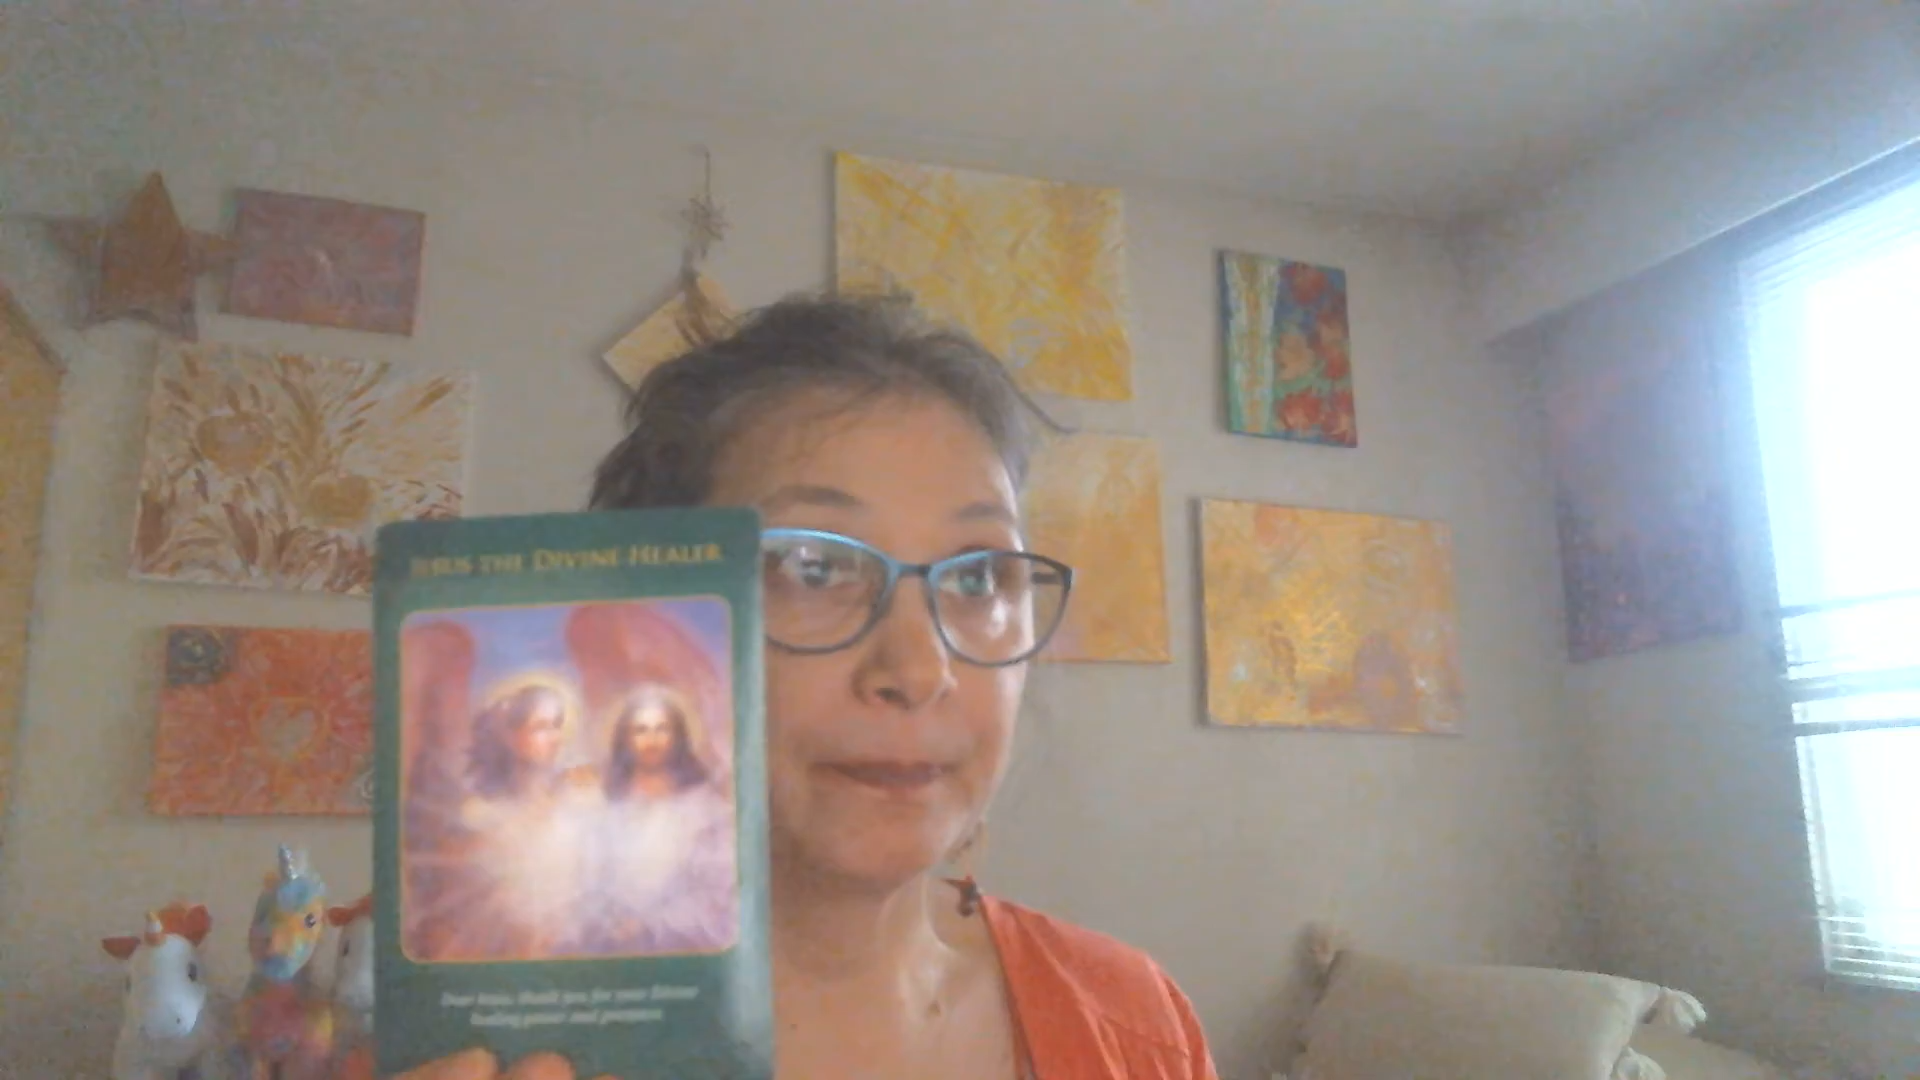 JESUS THE DIVINE HEALER
Dear Jesus, thank you for your Divine
healing power and presence